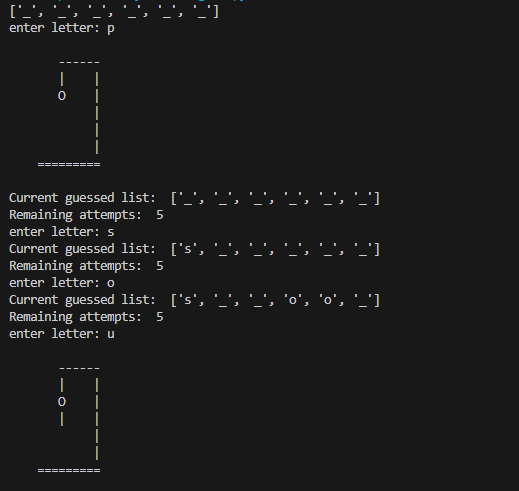 ['_', '_', '_', '_', '_', '_']
enter letter: p
      ------
      |   |
      O   |
          |
          |
          |
   =========
Current guessed list:  ['_', '_', '_', '_', '_', '_']
Remaining attempts:  5
enter letter: s
Current guessed list:  ['s', '_', '_', '_', '_', '_']
Remaining attempts:  5
enter letter: o
Current guessed list:  ['s', '_', '_', 'o', 'o', '_']
Remaining attempts:  5
enter letter: u
      ------
      |   |
      O   |
      |   |
          |
          |
   =========